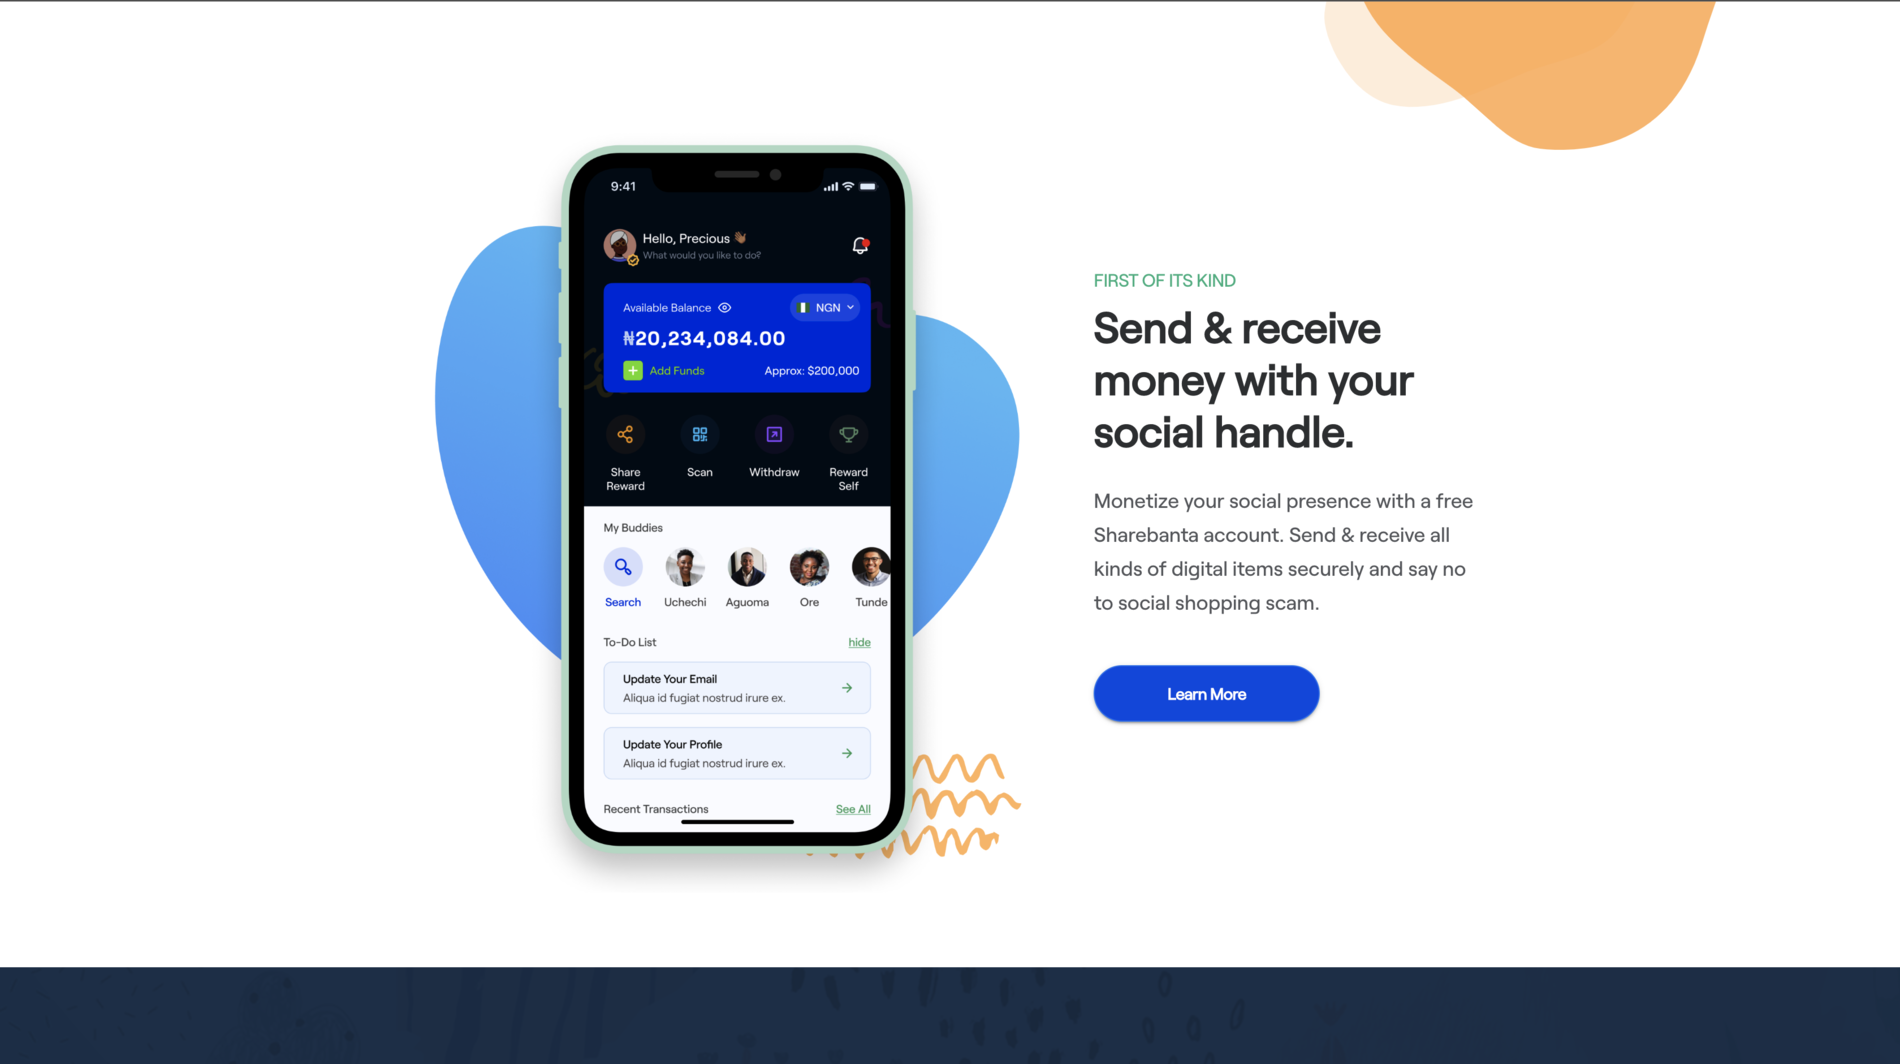 9:41
Hello, Precious 👋🏾
What would you like to do?
Available Balance
NGN
₦20,234,084.00
Add Funds
Approx: $200,000
Share
Reward
Scan
Withdraw
Reward
Self
My Buddies
Search
Uchechi
Aguoma
Ore
Tunde
To-Do List
hide
Update Your Email
Aliqua id fugiat nostrud irure ex.
Update Your Profile
Aliqua id fugiat nostrud irure ex.
Recent Transactions
See All
FIRST OF ITS KIND
Send & receive
money with your
social handle.
Monetize your social presence with a free
Sharebanta account. Send & receive all
kinds of digital items securely and say no
to social shopping scam.
Learn More